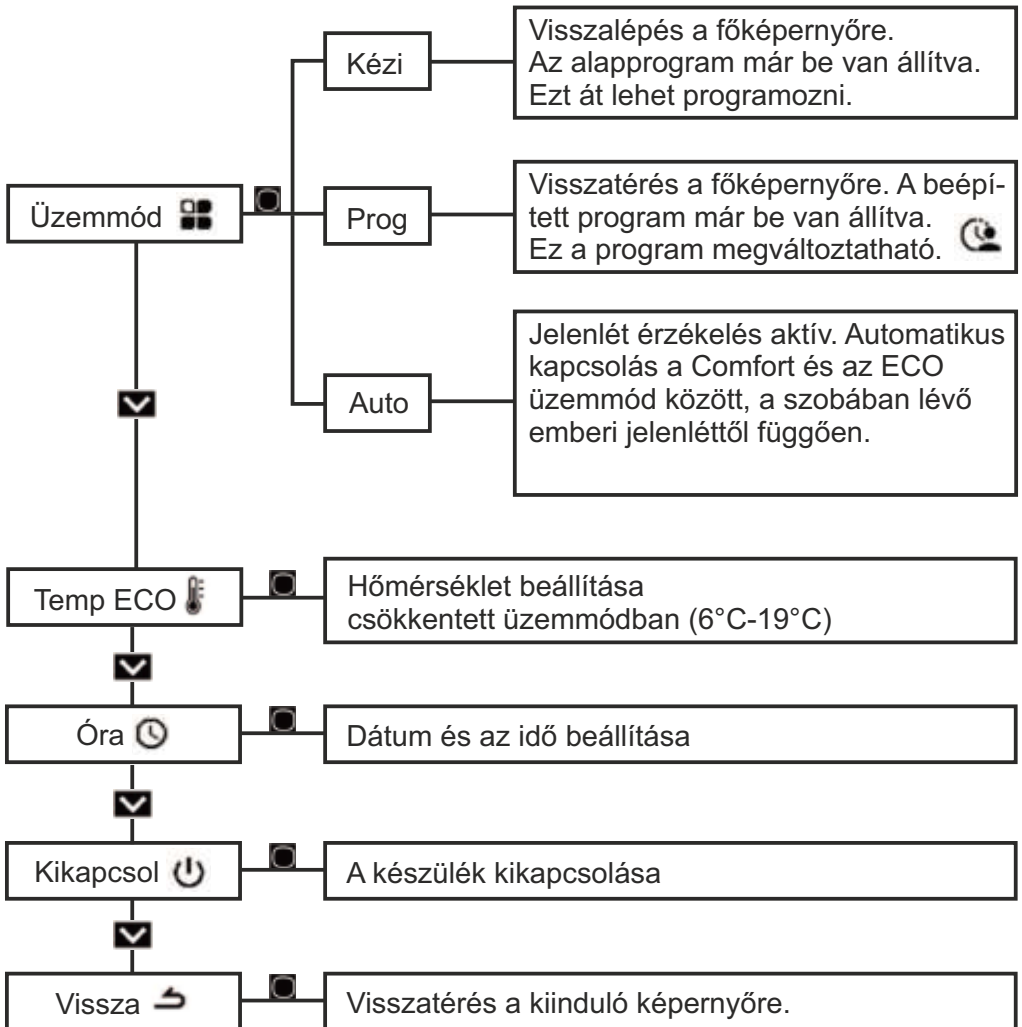 Kézi
Visszalépés a főképernyőre.
Az alapprogram már be van állítva.
Ezt át lehet programozni.
Üzemmód
Prog
Visszatérés a főképernyőre. A beépí-
tett program már be van állítva.
Ez a program megváltoztatható.
Auto
Jelenlét érzékelés aktív. Automatikus
kapcsolás a Comfort és az ECO
üzemmód között, a szobában lévő
emberi jelenléttől függően.
Temp ECO
Hőmérséklet beállítása
csökkentett üzemmódban (6°C-19°C)
Óra
Dátum és az idő beállítása
Kikapcsol
A készülék kikapcsolása
Vissza
Visszatérés a kiinduló képernyőre.